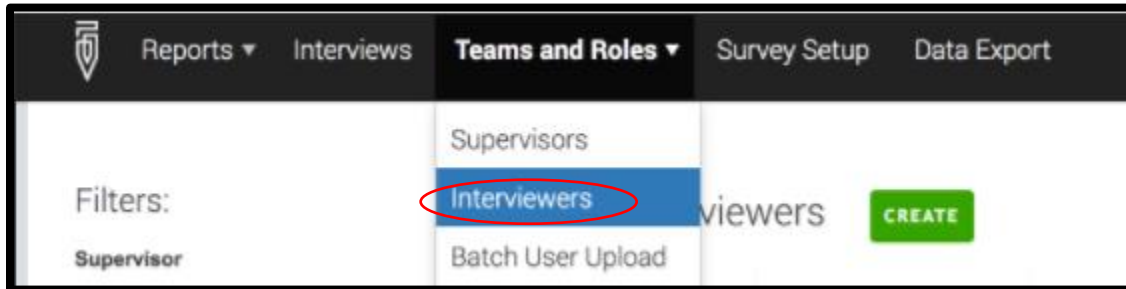 Reports ▾ Interviews Teams and Roles ▾ Survey Setup Data Export
Supervisors
Filters:
Interviewers
viewers
CREATE
Supervisor
Batch User Upload